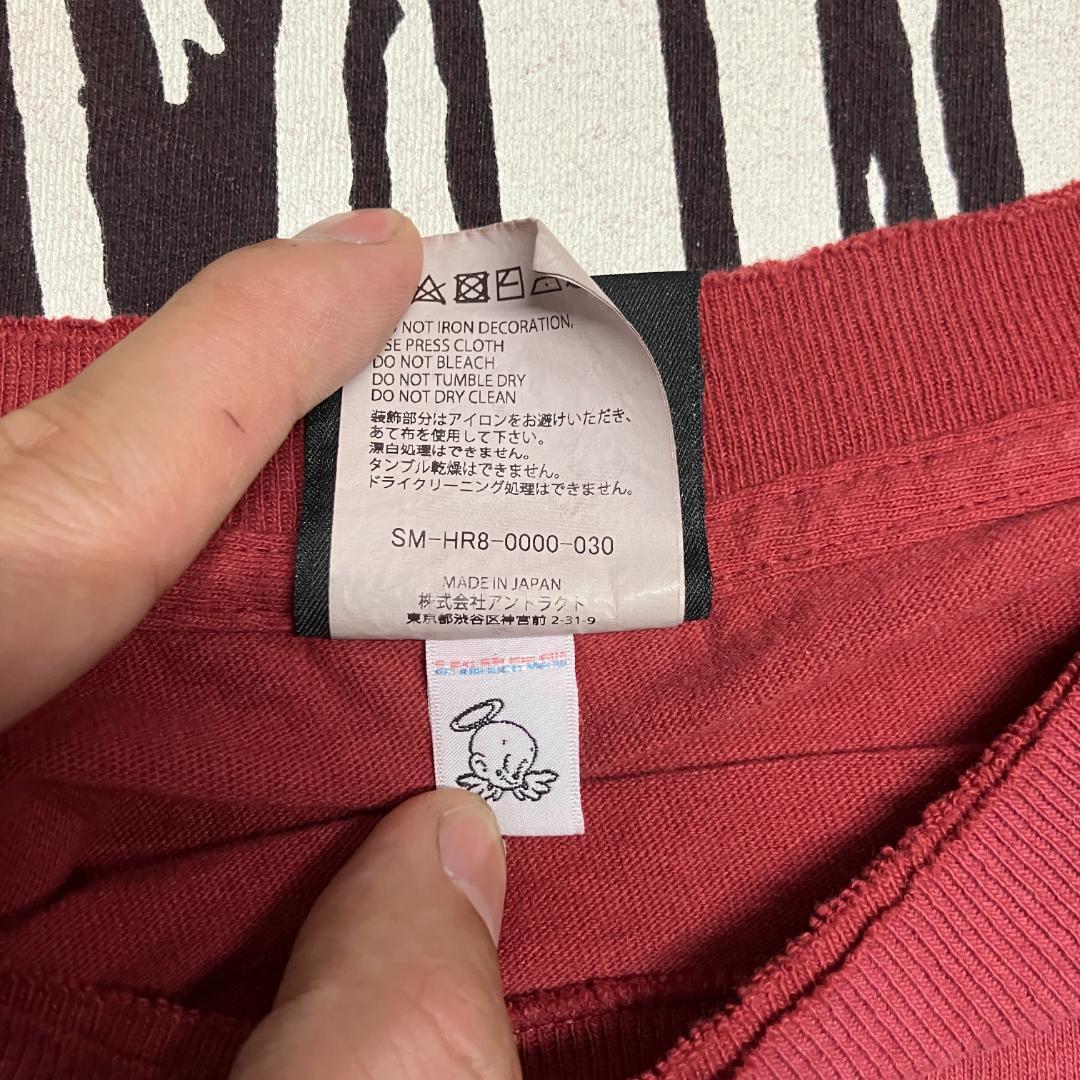 NOT IRON DECORATION,
SE PRESS CLOTH
DO NOT BLEACH
DO NOT TUMBLE DRY
DO NOT DRY CLEAN
装飾部分はアイロンをお避けいただき、
あて布を使用して下さい。
漂白処理はできません。
タンブル乾燥はできません。
ドライクリーニング処理はできません。
SM-HR8-0000-030
MADE IN JAPAN
株式会社アントラクト
東京都渋谷区神宮前 2-31-9